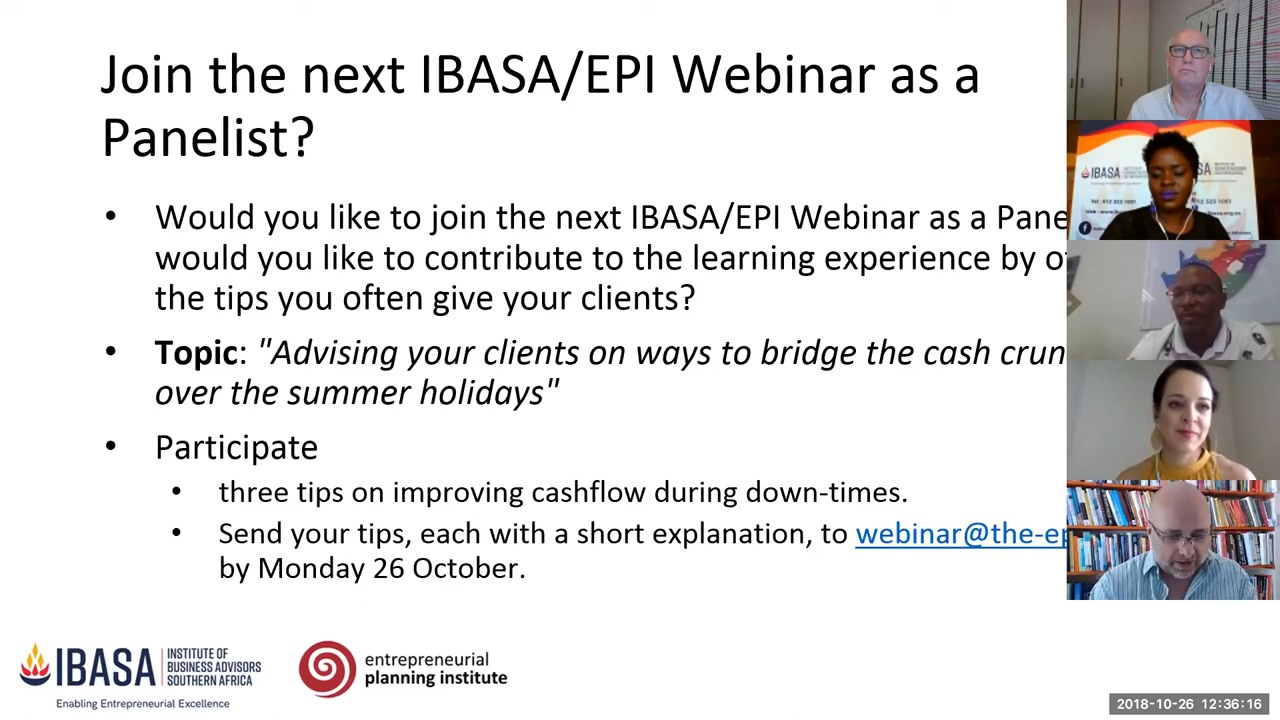 Join the next IBASA/EPI Webinar as a
Panelist?
• Would you like to join the next IBASA/EPI Webinar as a Pane
would you like to contribute to the learning experience by o
the tips you often give your clients?
• Topic: "Advising your clients on ways to bridge the cash crun
over the summer holidays"
• Participate
• three tips on improving cashflow during down-times.
• Send your tips, each with a short explanation, to webinar@the-ep
by Monday 26 October.
IBASA
INSTITUTE OF
BUSINESS ADVISORS
SOUTHERN AFRICA
Enabling Entrepreneurial Excellence
entrepreneurial
planning institute
IBASA
2018-10-26 12:36:16